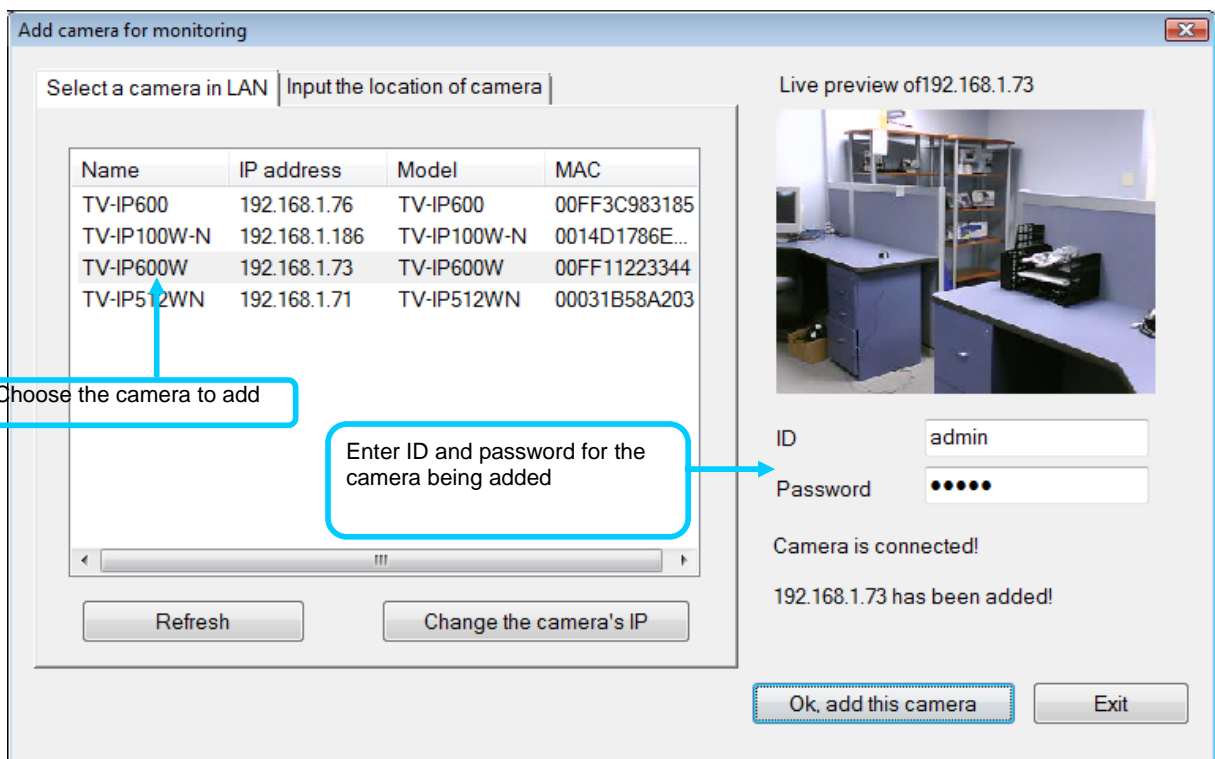 Add camera for monitoring
Select a camera in LAN
Input the location of camera
Name IP address Model MAC
TV-IP600 192.168.1.76 TV-IP600 00FF3C983185
TV-IP100W-N 192.168.1.186 TV-IP100W-N 0014D1786E...
TV-IP600W 192.168.1.73 TV-IP600W 00FF11223344
TV-IP512WN 192.168.1.71 TV-IP512WN 00031B58A203
Choose the camera to add
Enter ID and password for the
camera being added
Refresh
Change the camera's IP
Live preview of192.168.1.73
ID admin
Password •••••
Camera is connected!
192.168.1.73 has been added!
Ok, add this camera
Exit